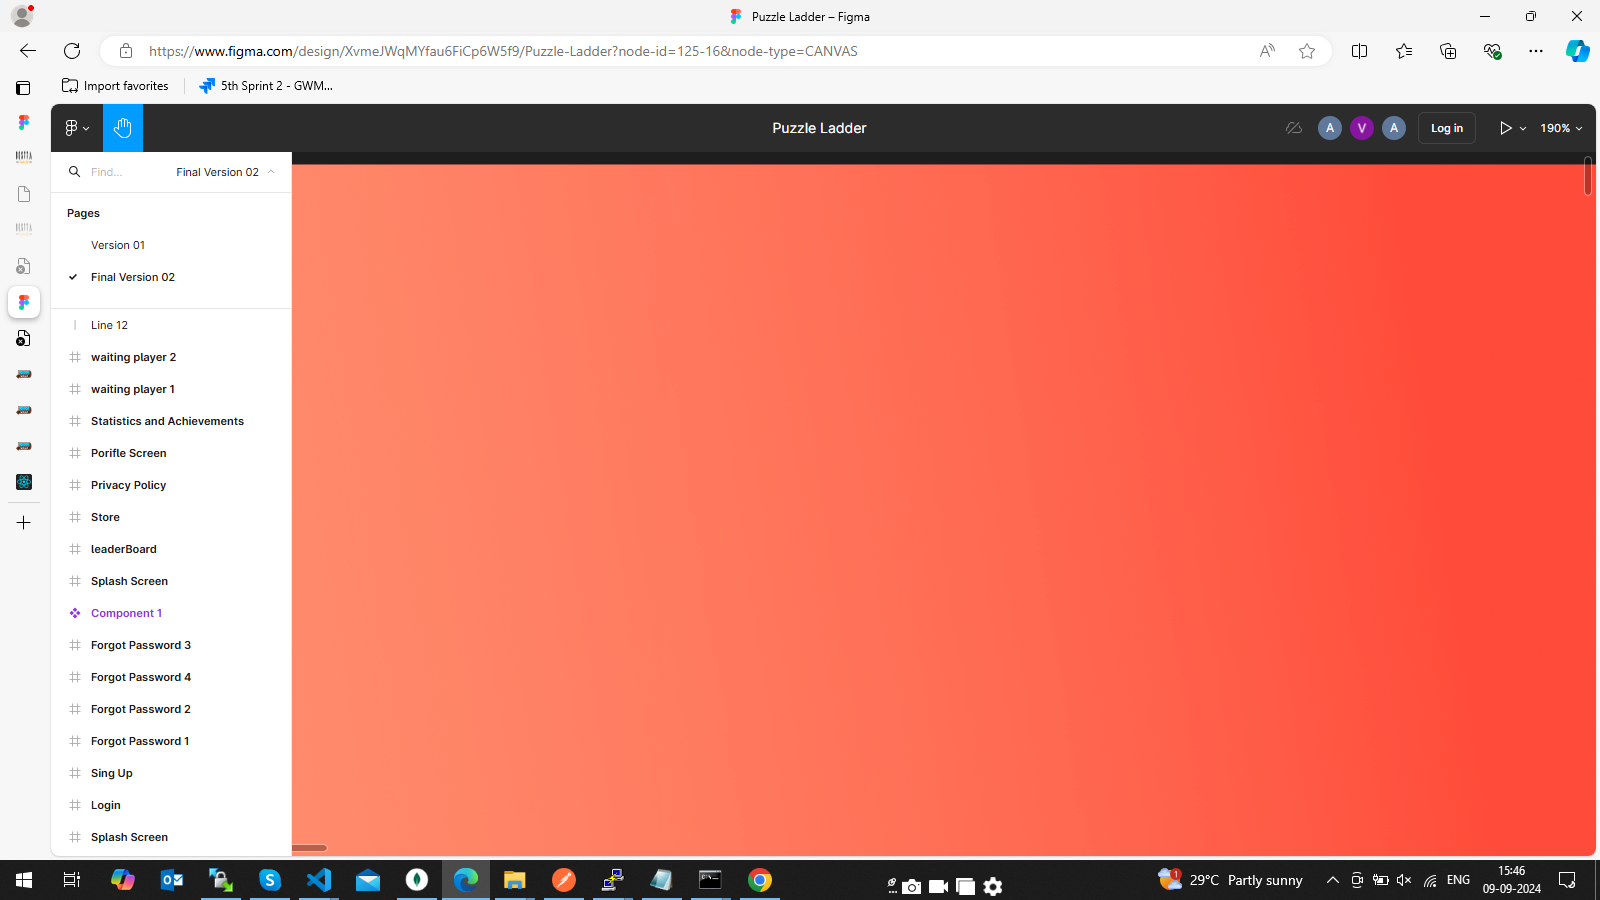 Puzzle Ladder – Figma
https://www.figma.com/design/XvmeJWqMYfau6FiCp6W5f9/Puzzle-Ladder?node-id=125-16&node-type=CANVAS
Import favorites
5th Sprint 2 - GWM...
Puzzle Ladder
A
V
A
Log in
190%
Find...
Final Version 02
Pages
Version 01
Final Version 02
Line 12
waiting player 2
waiting player 1
Statistics and Achievements
Porifle Screen
Privacy Policy
Store
leaderBoard
Splash Screen
Component 1
Forgot Password 3
Forgot Password 4
Forgot Password 2
Forgot Password 1
Sing Up
Login
Splash Screen
1
29°C Partly sunny
ENG
15:46
09-09-2024